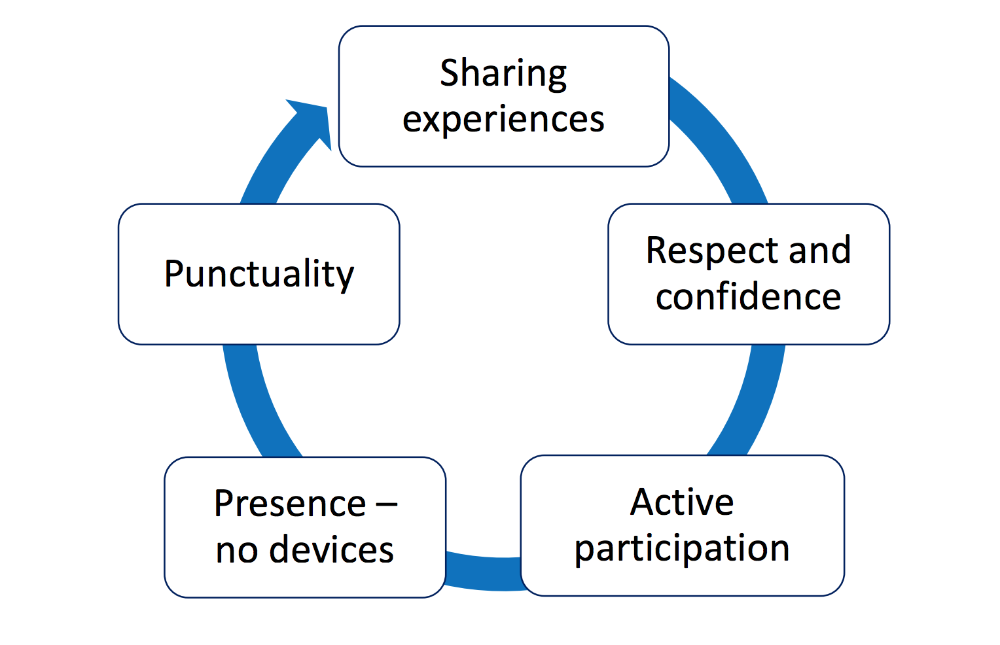 Sharing
experiences
Respect and
confidence
Active
participation
Presence –
no devices
Punctuality